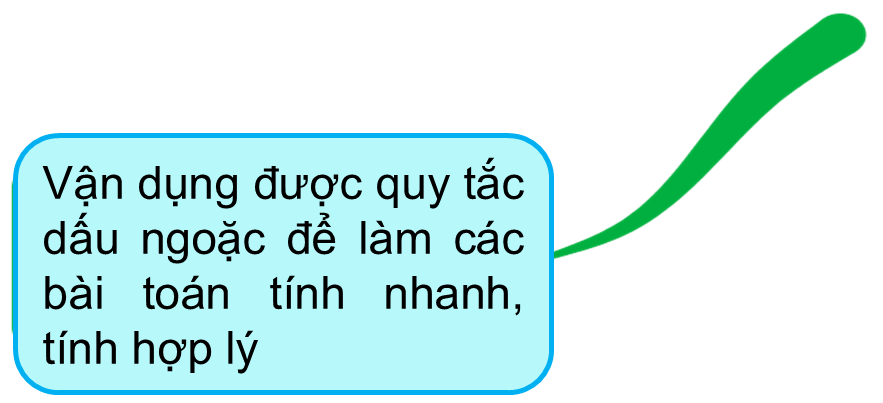 Vận dụng được quy tắc
dấu ngoặc để làm các
bài toán tính nhanh,
tính hợp lý